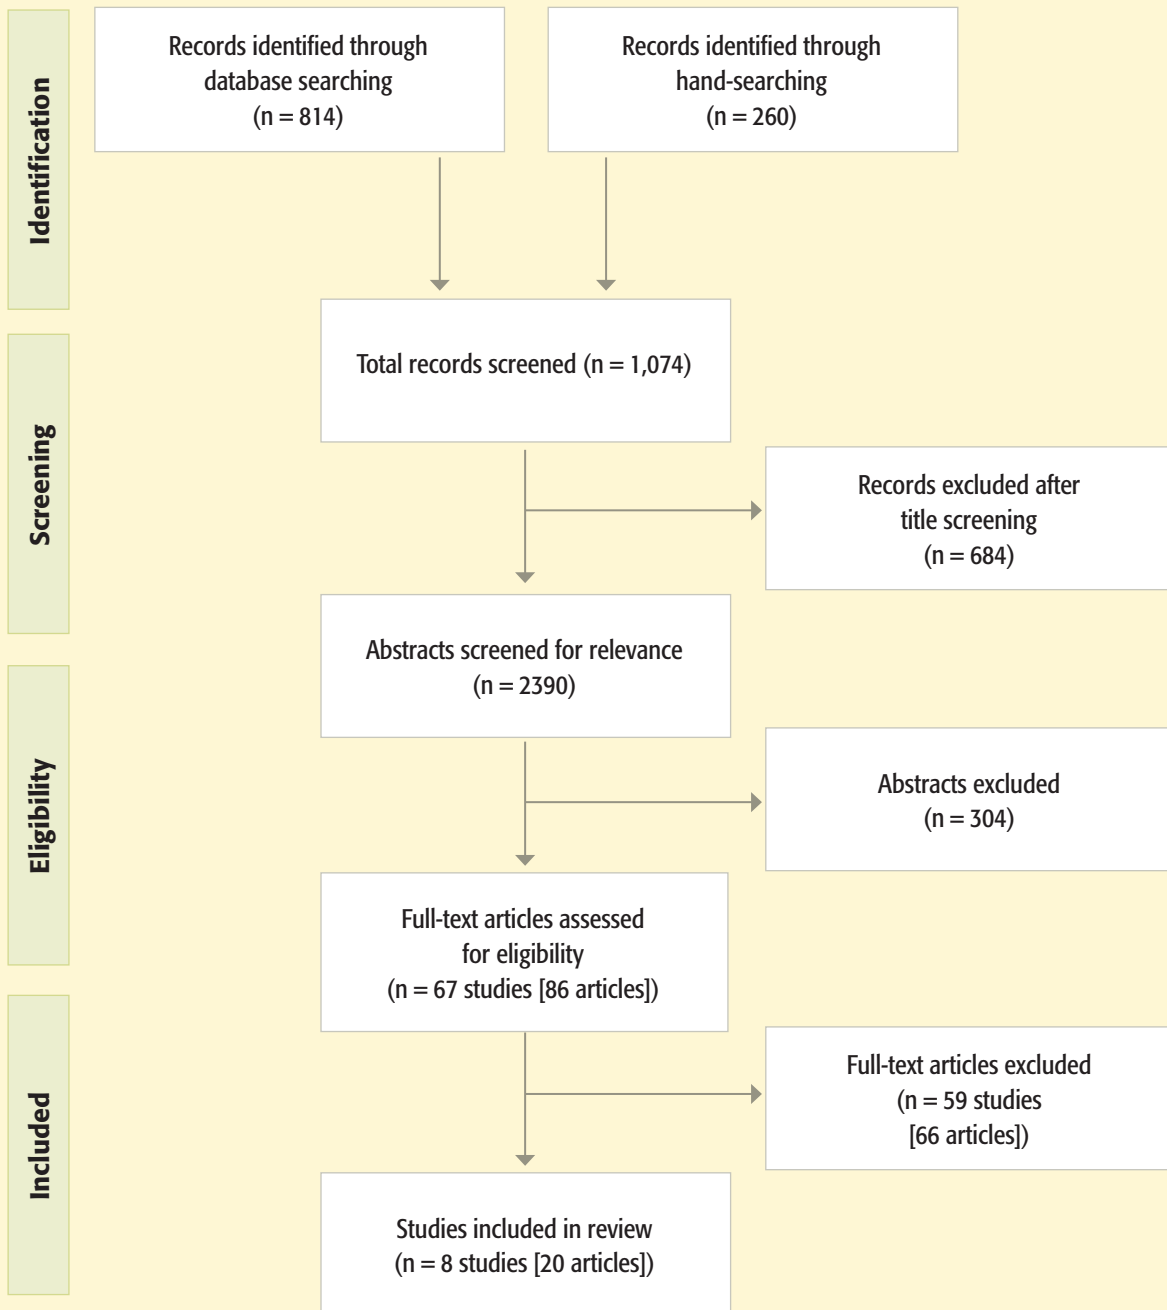 Identification
Records identified through
database searching
(n = 814)
Records identified through
hand-searching
(n = 260)
Screening
Total records screened (n = 1,074)
Records excluded after
title screening
(n = 684)
Abstracts screened for relevance
(n = 2390)
Eligibility
Abstracts excluded
(n = 304)
Full-text articles assessed
for eligibility
(n = 67 studies [86 articles])
Included
Full-text articles excluded
(n = 59 studies
[66 articles])
Studies included in review
(n = 8 studies [20 articles])